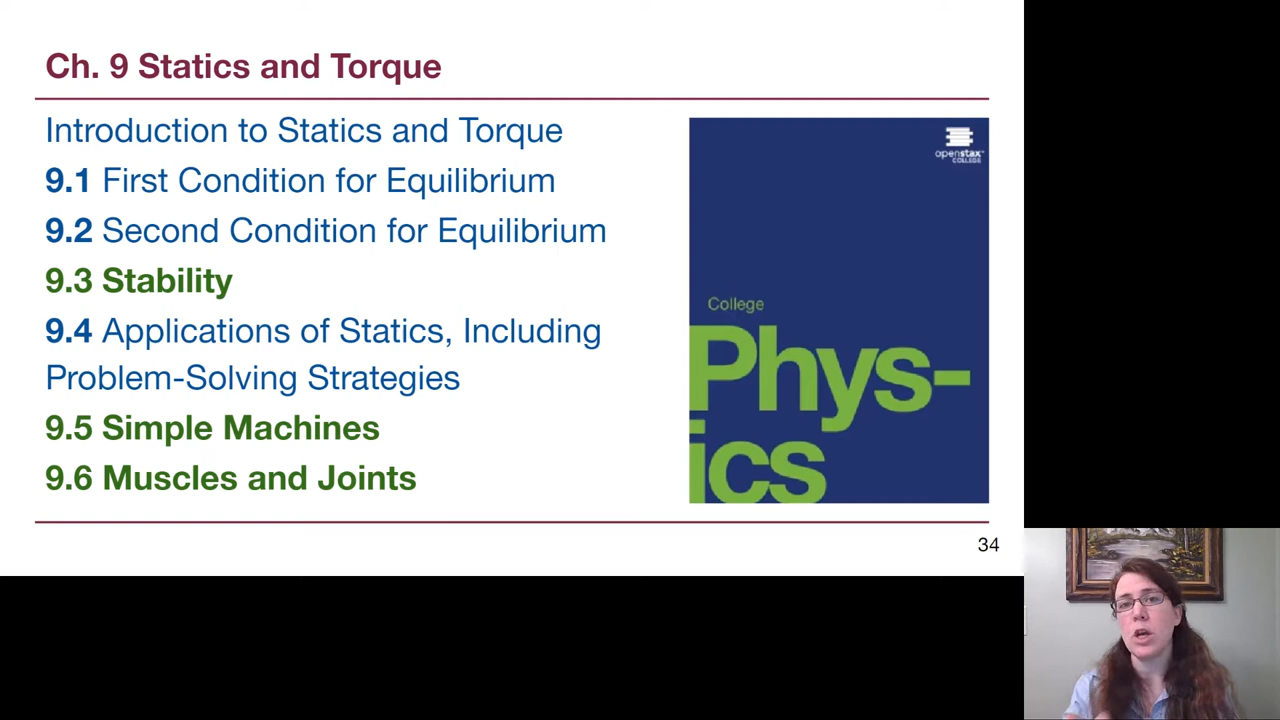 Ch. 9 Statics and Torque
Introduction to Statics and Torque
9.1 First Condition for Equilibrium
9.2 Second Condition for Equilibrium
9.3 Stability
9.4 Applications of Statics, Including
Problem-Solving Strategies
9.5 Simple Machines
9.6 Muscles and Joints
openstax™
COLLEGE
College
Phys-
ics
34